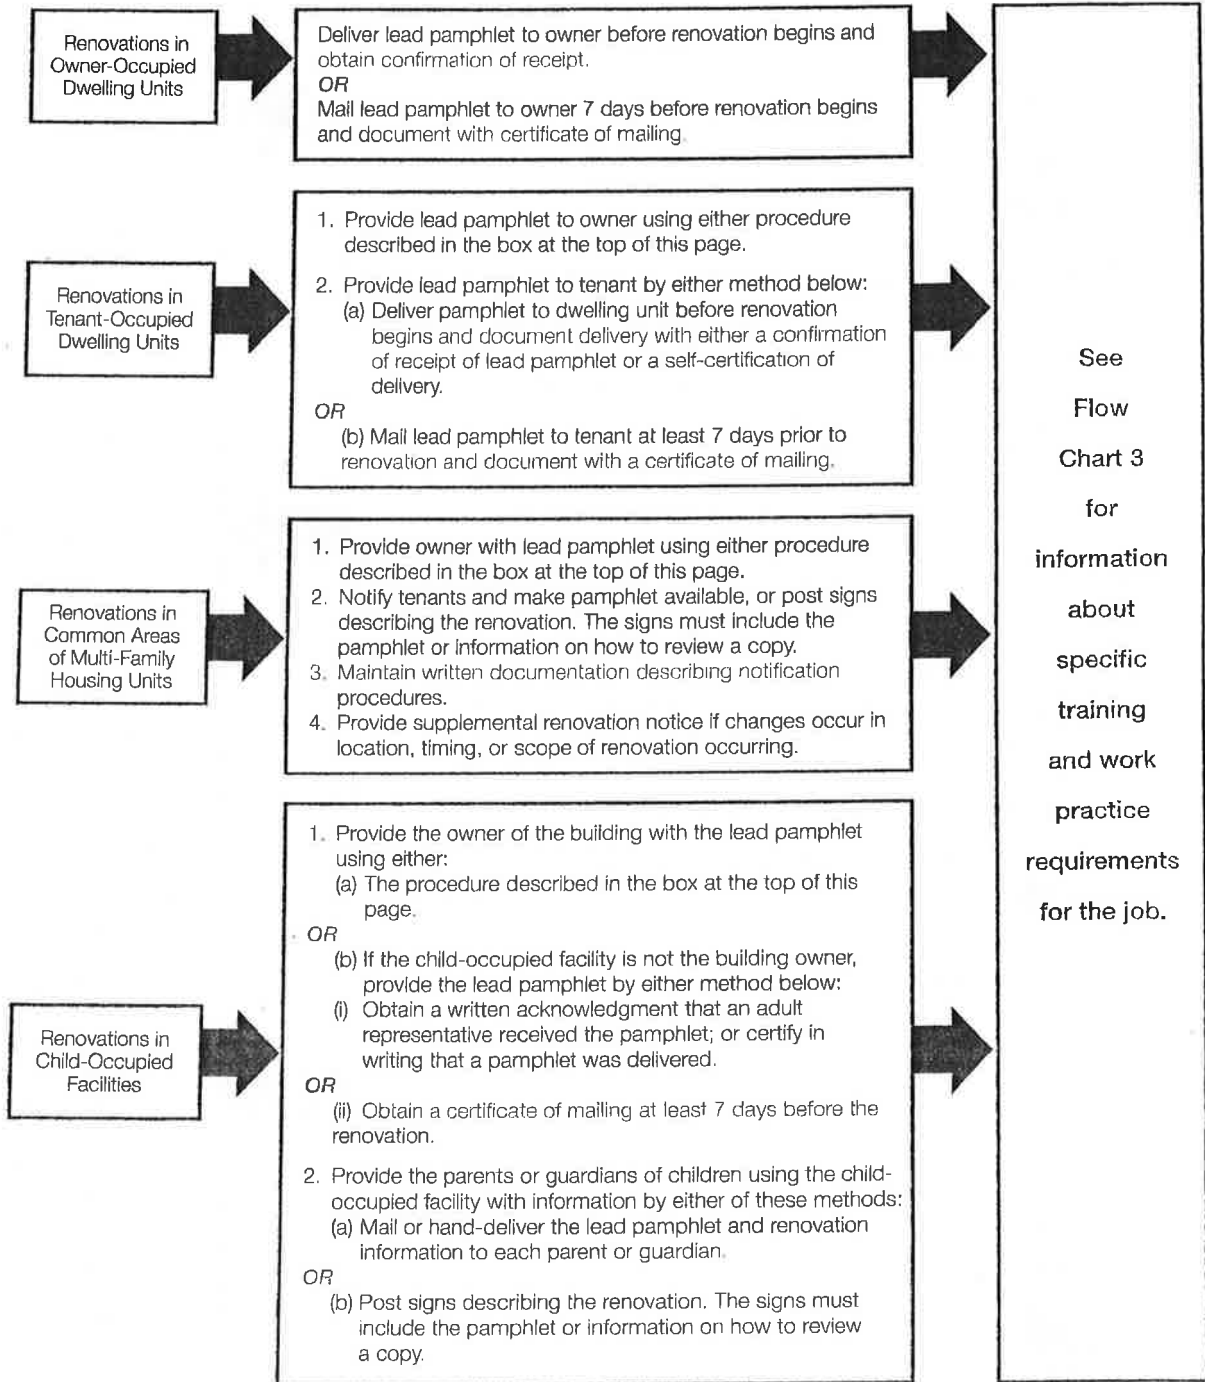 Renovations in
Owner-Occupied
Dwelling Units
Deliver lead pamphlet to owner before renovation begins and
obtain confirmation of receipt.
OR
Mail lead pamphlet to owner 7 days before renovation begins
and document with certificate of mailing.
Renovations in
Tenant-Occupied
Dwelling Units
1. Provide lead pamphlet to owner using either procedure
described in the box at the top of this page.
2. Provide lead pamphlet to tenant by either method below:
(a) Deliver pamphlet to dwelling unit before renovation
begins and document delivery with either a confirmation
of receipt of lead pamphlet or a self-certification of
delivery.
OR
(b) Mail lead pamphlet to tenant at least 7 days prior to
renovation and document with a certificate of mailing.
Renovations in
Common Areas
of Multi-Family
Housing Units
1. Provide owner with lead pamphlet using either procedure
described in the box at the top of this page.
2. Notify tenants and make pamphlet available, or post signs
describing the renovation. The signs must include the
pamphlet or information on how to review a copy.
3. Maintain written documentation describing notification
procedures.
4. Provide supplemental renovation notice if changes occur in
location, timing, or scope of renovation occurring.
Renovations in
Child-Occupied
Facilities
1. Provide the owner of the building with the lead pamphlet
using either:
(a) The procedure described in the box at the top of this
page.
OR
(b) If the child-occupied facility is not the building owner,
provide the lead pamphlet by either method below:
(i) Obtain a written acknowledgment that an adult
representative received the pamphlet; or certify in
writing that a pamphlet was delivered.
OR
(ii) Obtain a certificate of mailing at least 7 days before the
renovation.
2. Provide the parents or guardians of children using the child-
occupied facility with information by either of these methods:
(a) Mail or hand-deliver the lead pamphlet and renovation
information to each parent or guardian.
OR
(b) Post signs describing the renovation. The signs must
include the pamphlet or information on how to review
a copy.
See
Flow
Chart 3
for
information
about
specific
training
and work
practice
requirements
for the job.